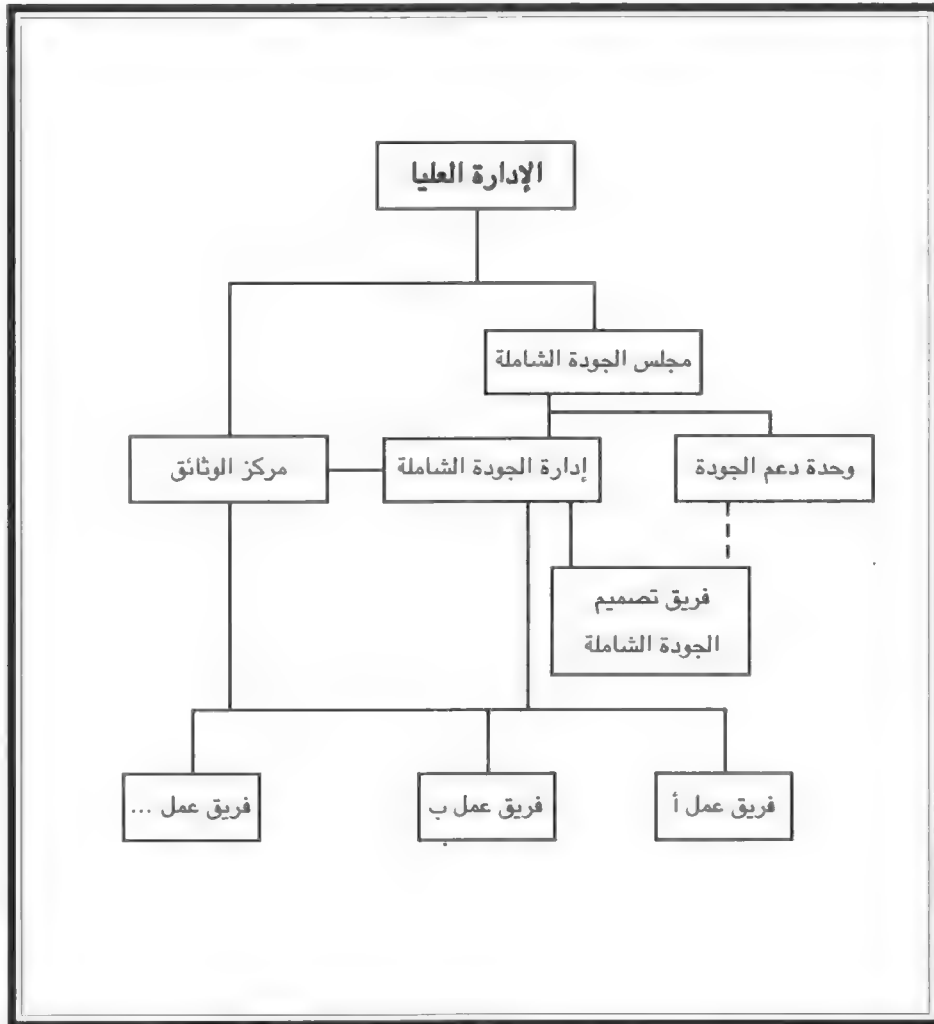 الإدارة العليا
مجلس الجودة الشاملة
وحدة دعم الجودة
إدارة الجودة الشاملة
مركز الوثائق
فريق تصميم
الجودة الشاملة
فريق عمل أ
فريق عمل ب
فريق عمل ...